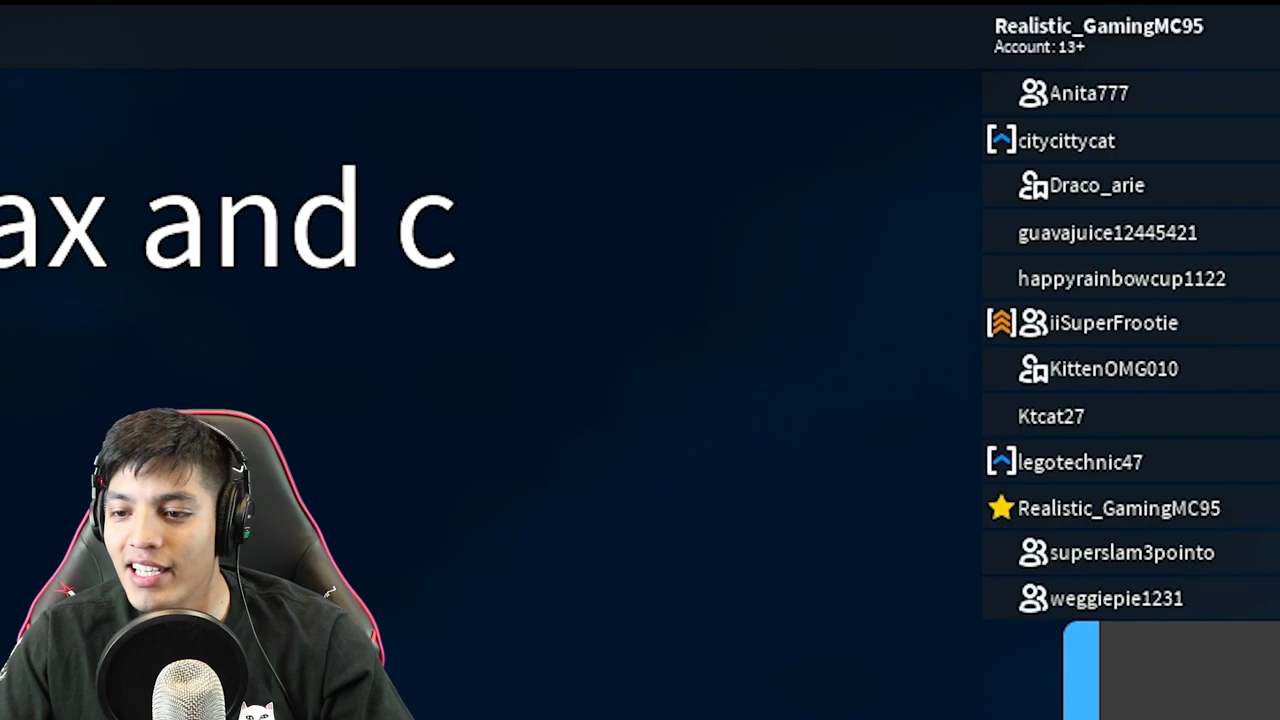 Realistic_GamingMC95
Account: 13+
Anita777
citycittycat
Draco_arie
guavajuice12445421
happyrainbowcup1122
iiSuperFrootie
KittenOMG010
Ktcat27
legotechnic47
Realistic_GamingMC95
superslam3pointo
weggiepie1231
ax and c